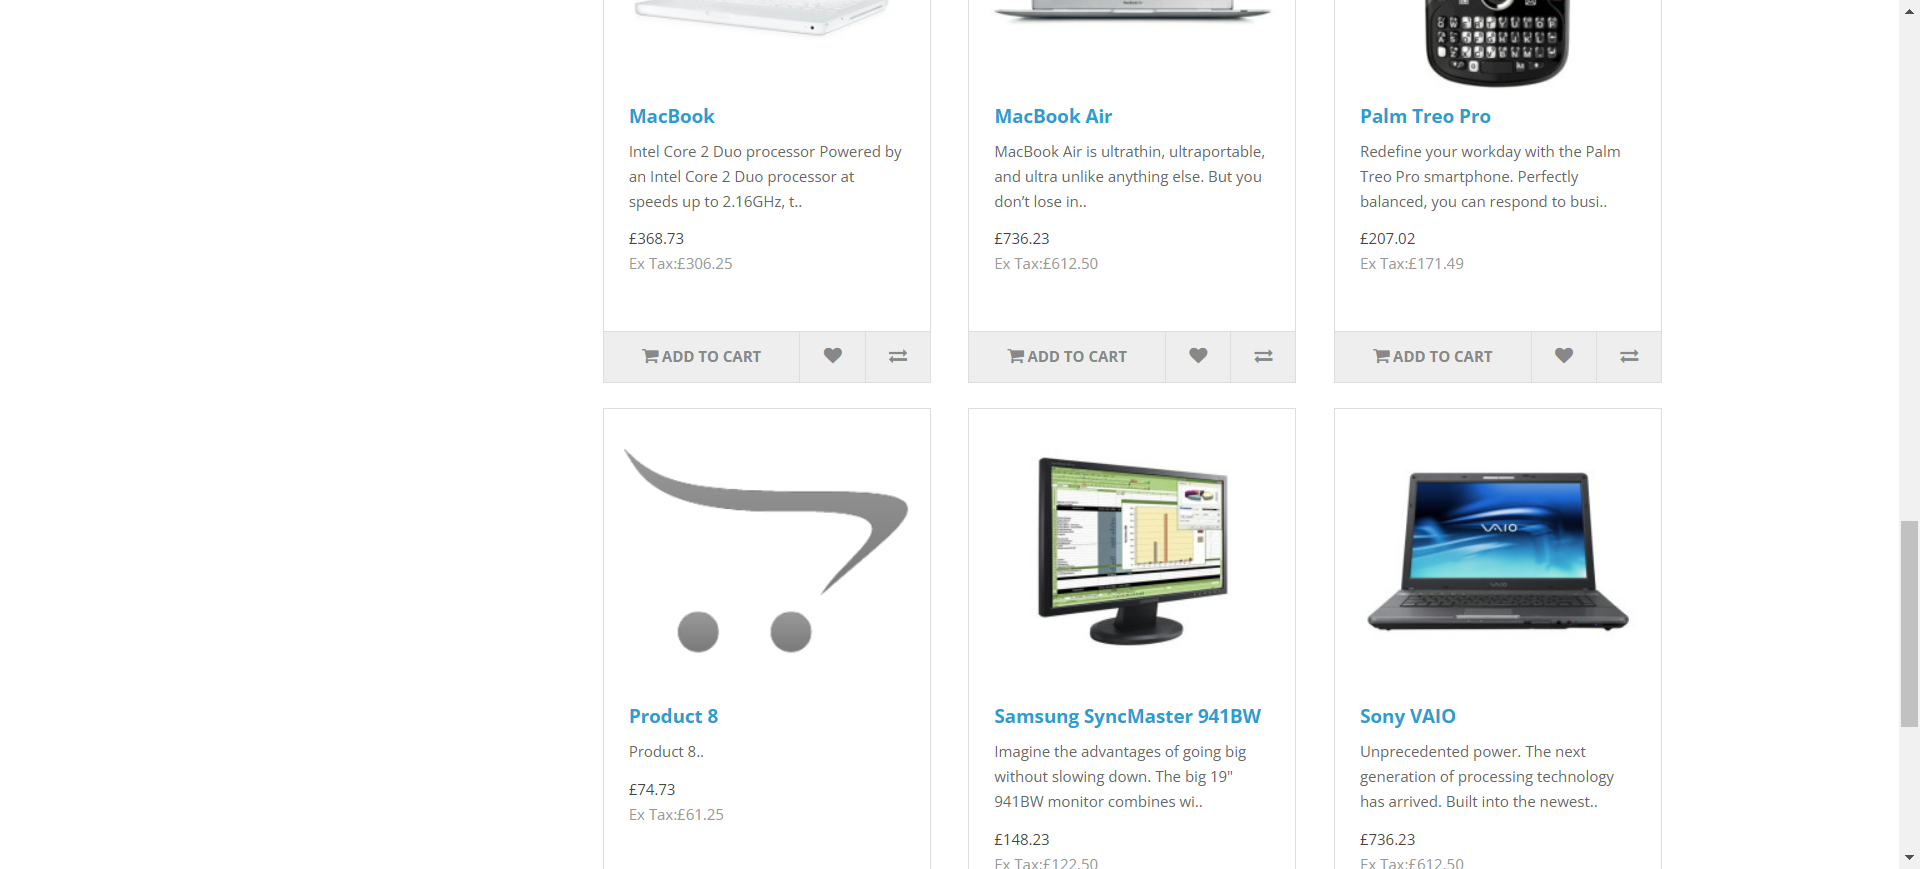 MacBook
Intel Core 2 Duo processor Powered by
an Intel Core 2 Duo processor at
speeds up to 2.16GHz, t..
£368.73
Ex Tax:£306.25
ADD TO CART
MacBook Air
MacBook Air is ultrathin, ultraportable,
and ultra unlike anything else. But you
don’t lose in..
£736.23
Ex Tax:£612.50
ADD TO CART
Palm Treo Pro
Redefine your workday with the Palm
Treo Pro smartphone. Perfectly
balanced, you can respond to busi..
£207.02
Ex Tax:£171.49
ADD TO CART
Product 8
Product 8..
£74.73
Ex Tax:£61.25
Samsung SyncMaster 941BW
Imagine the advantages of going big
without slowing down. The big 19"
941BW monitor combines wi..
£148.23
Ex Tax:£122.50
VAIO
VAIO
Sony VAIO
Unprecedented power. The next
generation of processing technology
has arrived. Built into the newest..
£736.23
Ex Tax:£612.50